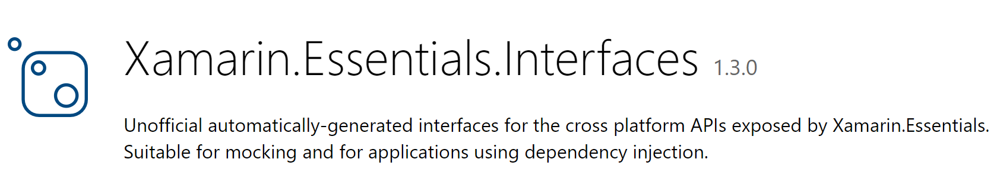 Xamarin.Essentials.Interfaces 1.3.0
Unofficial automatically-generated interfaces for the cross platform APIs exposed by Xamarin.Essentials.
Suitable for mocking and for applications using dependency injection.